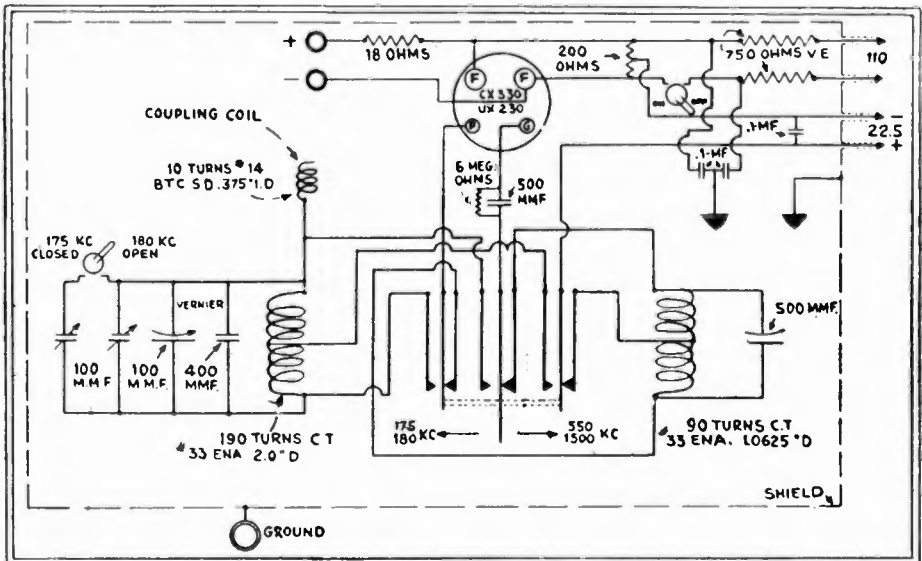 +
18 OHMS
200
OHMS
750 OHMS V E
110
-
F
F
CX 330
UX 230
P
G
ON
OFF
-
22.5
+
.1 MF
.1 MF
COUPLING COIL
10 TURNS # 14
BTC SD .375" I.D
6 MEG.
OHMS
500
MMF
175 KC
CLOSED
180 KC
OPEN
VERNIER
500 MMF.
100
M.M.F
100
M.M.F.
400
MMF.
190 TURNS C.T
# 33 ENA 2.0" D
175
180 KC
550
1500 KC
90 TURNS C.T
# 33 ENA. 1.0625" D
SHIELD
GROUND